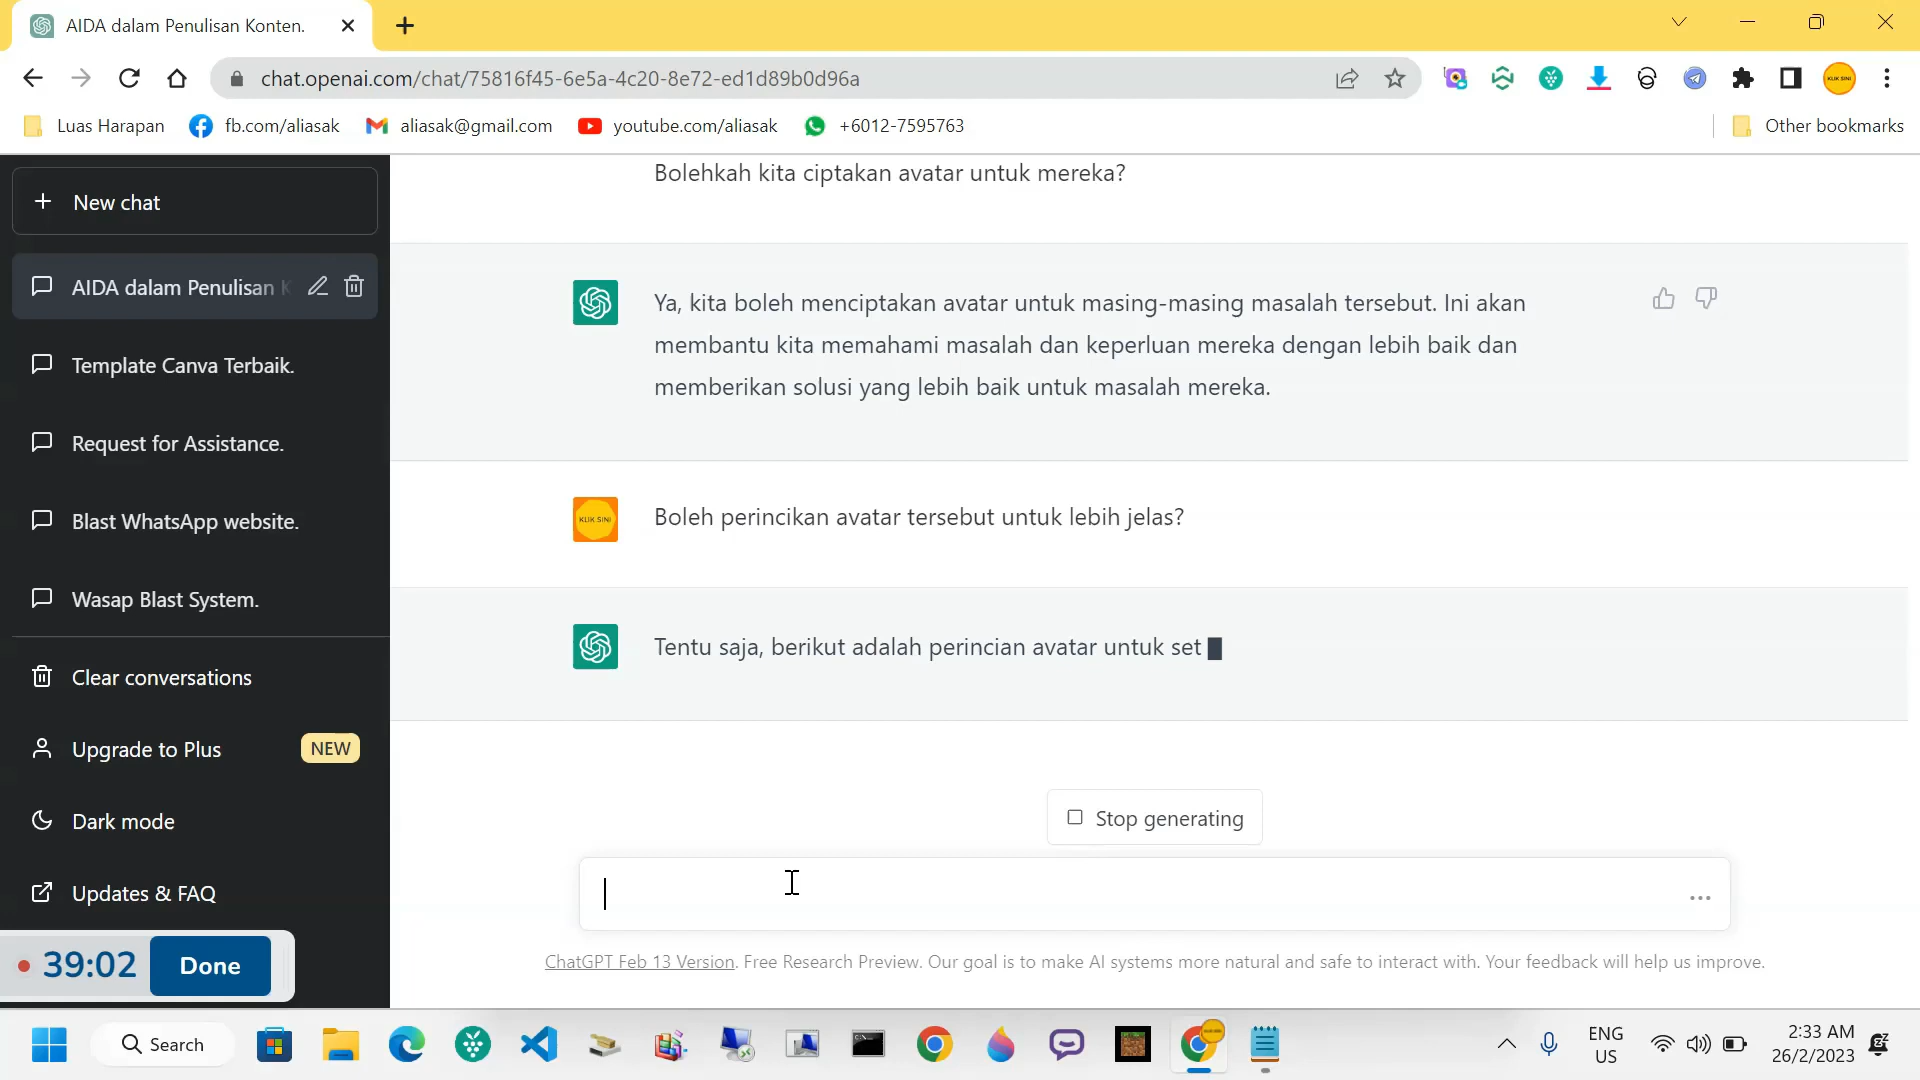 AIDA dalam Penulisan Konten.
chat.openai.com/chat/75816f45-6e5a-4c20-8e72-ed1d89b0d96a
KLIK SINI
Luas Harapan
fb.com/aliasak
aliasak@gmail.com
youtube.com/aliasak
+6012-7595763
Other bookmarks
New chat
AIDA dalam Penulisan K
Template Canva Terbaik.
Request for Assistance.
Blast WhatsApp website.
Wasap Blast System.
Clear conversations
Upgrade to Plus
NEW
Dark mode
Updates & FAQ
39:02
Done
Bolehkah kita ciptakan avatar untuk mereka?
Ya, kita boleh menciptakan avatar untuk masing-masing masalah tersebut. Ini akan
membantu kita memahami masalah dan keperluan mereka dengan lebih baik dan
memberikan solusi yang lebih baik untuk masalah mereka.
KLIK SINI
Boleh perincikan avatar tersebut untuk lebih jelas?
Tentu saja, berikut adalah perincian avatar untuk set
Stop generating
ChatGPT Feb 13 Version. Free Research Preview. Our goal is to make AI systems more natural and safe to interact with. Your feedback will help us improve.
Search
ENG
US
2:33 AM
26/2/2023